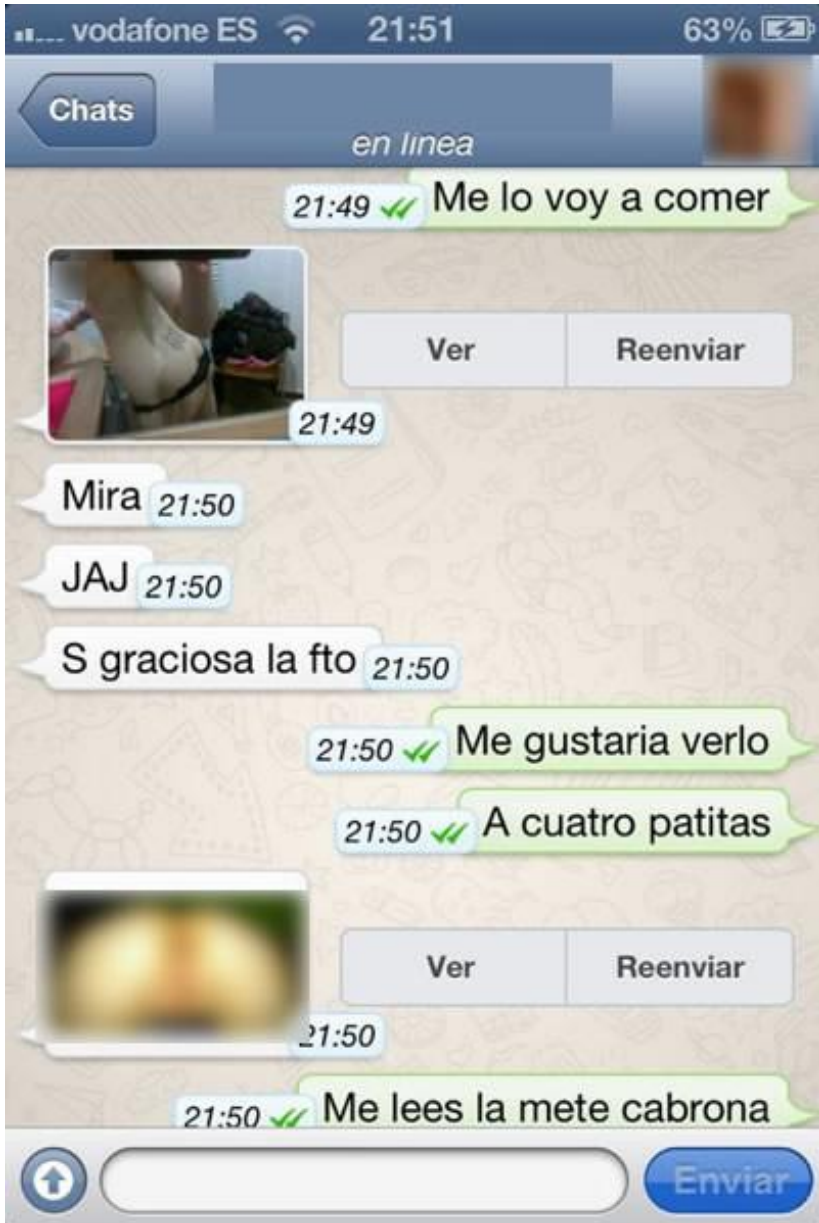 vodafone ES 21:51 63%
Chats
en línea
21:49 Me lo voy a comer
Ver Reenviar
21:49
Mira 21:50
JAJ 21:50
S graciosa la fto 21:50
21:50 Me gustaria verlo
21:50 A cuatro patitas
Ver Reenviar
21:50
21:50 Me lees la mete cabrona
Enviar